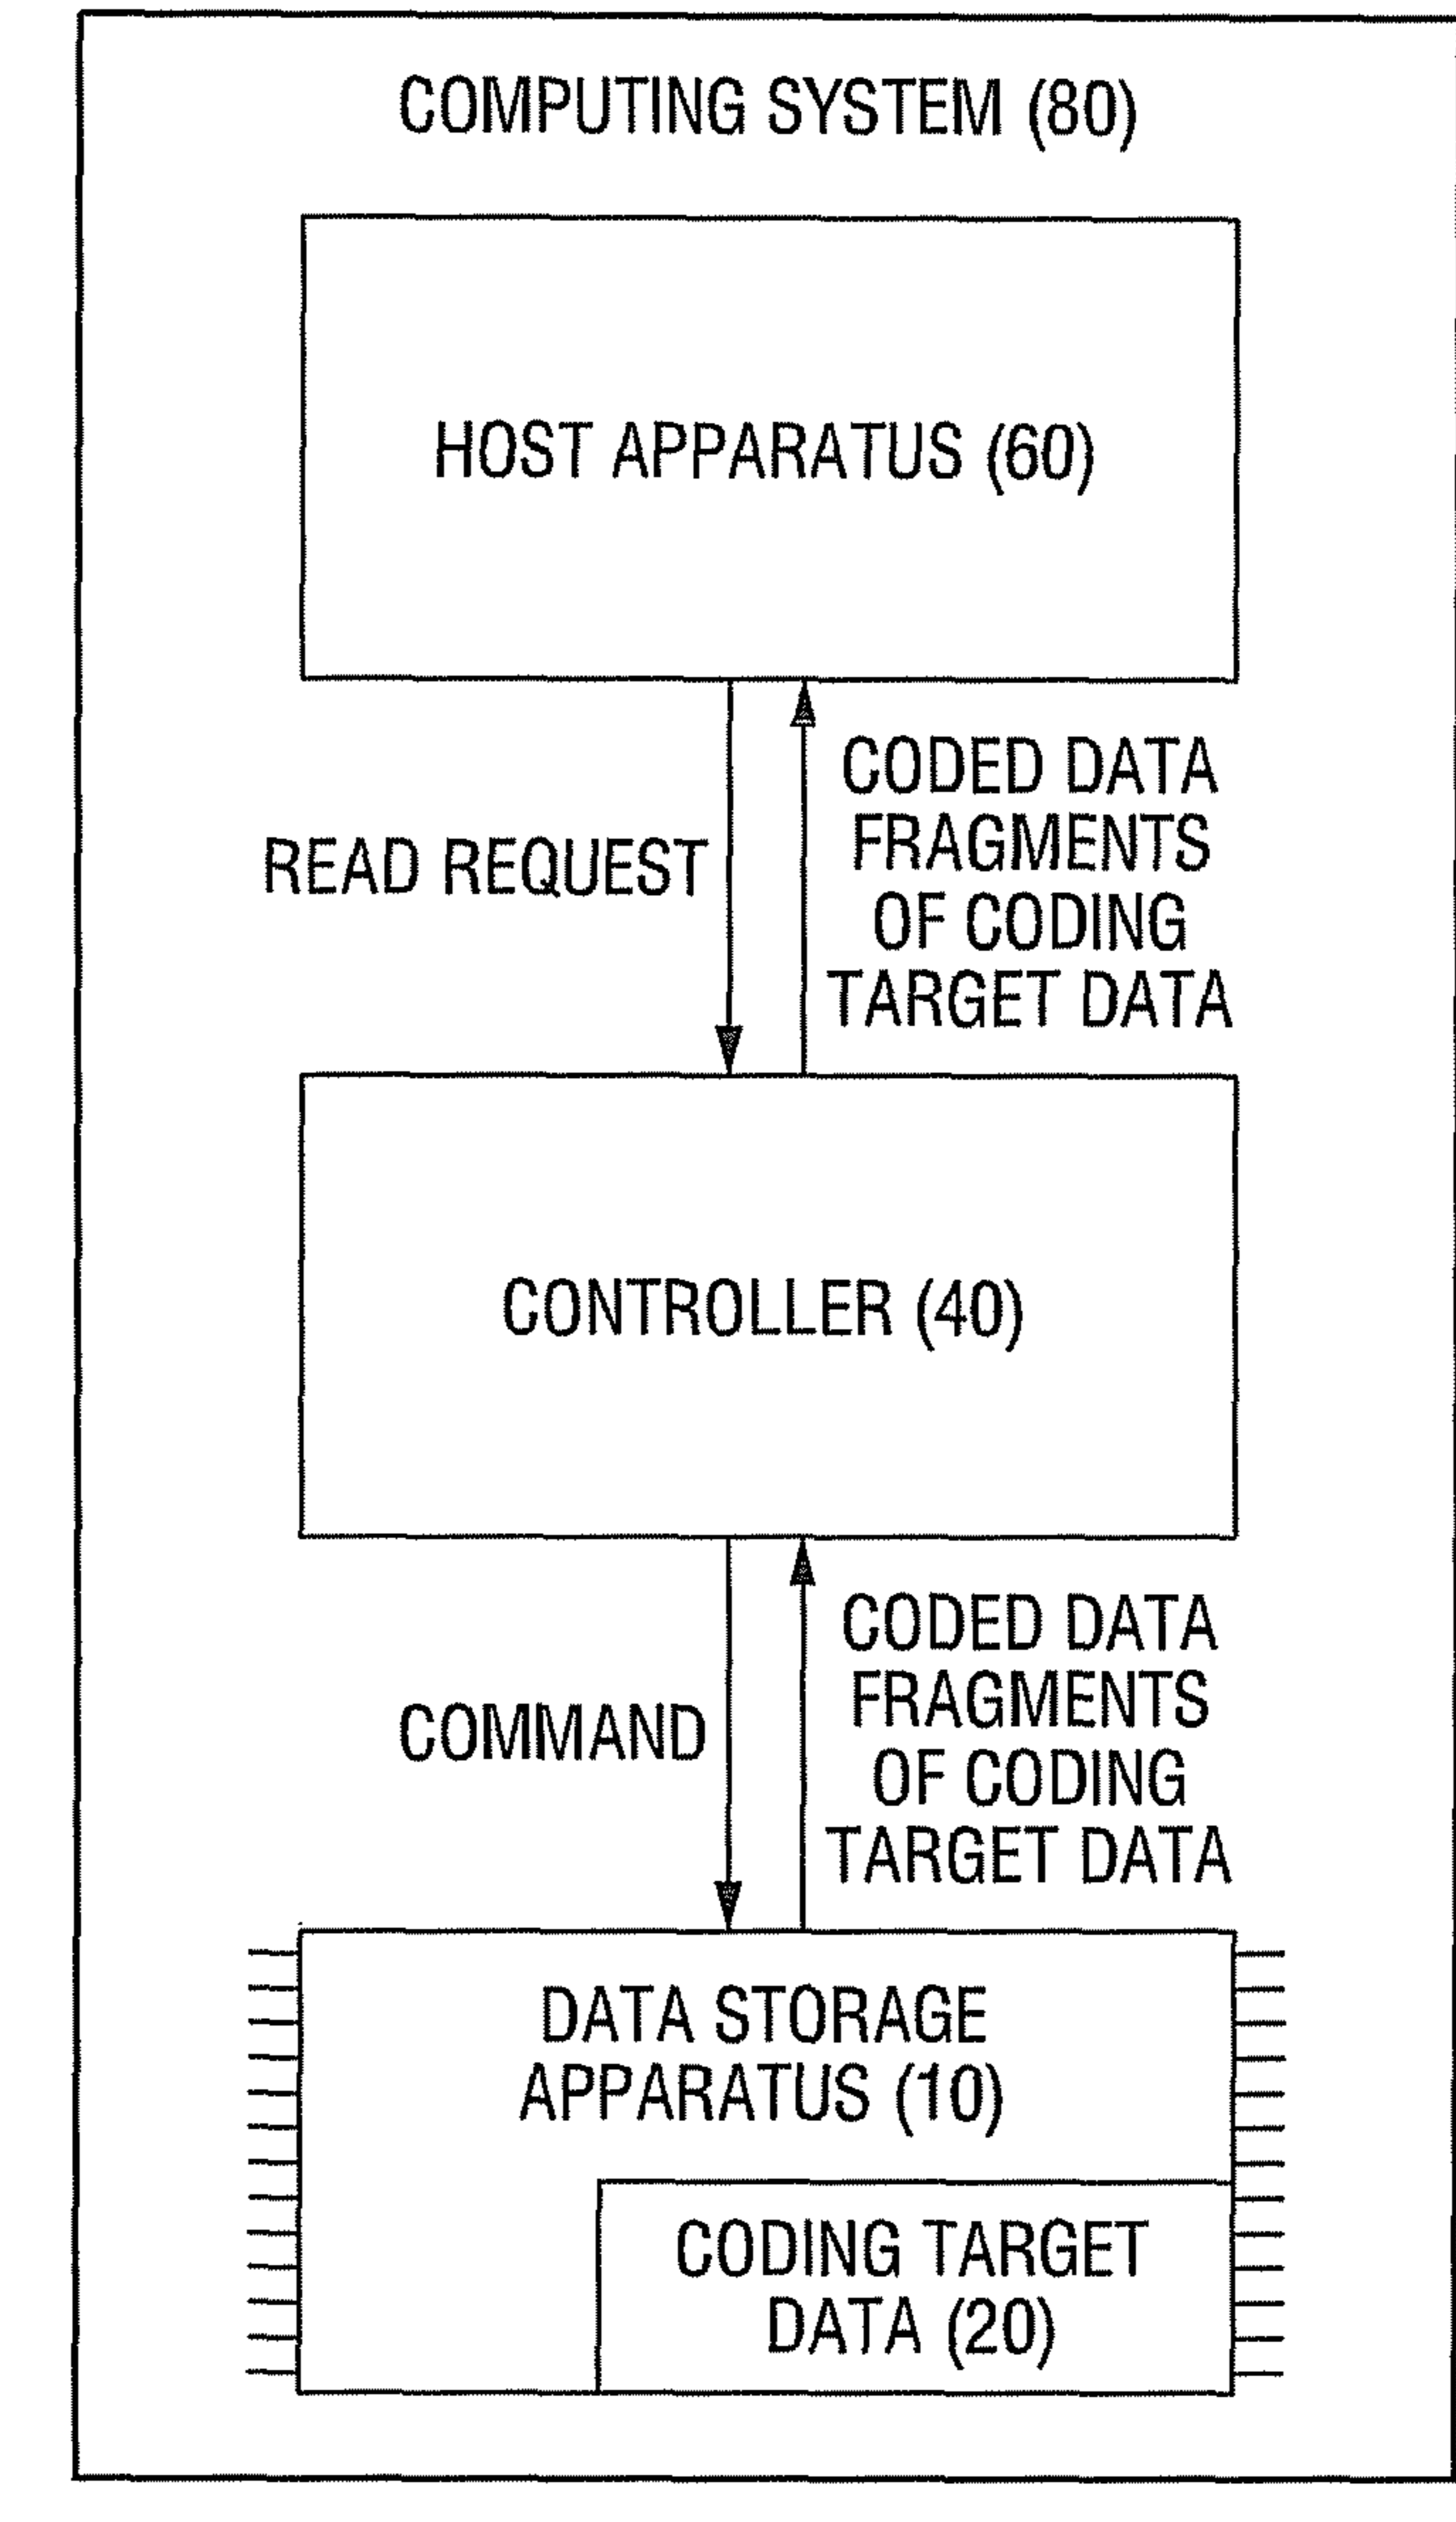 COMPUTING SYSTEM (80)
HOST APPARATUS (60)
READ REQUEST
CODED DATA
FRAGMENTS
OF CODING
TARGET DATA
CONTROLLER (40)
COMMAND
CODED DATA
FRAGMENTS
OF CODING
TARGET DATA
DATA STORAGE
APPARATUS (10)
CODING TARGET
DATA (20)